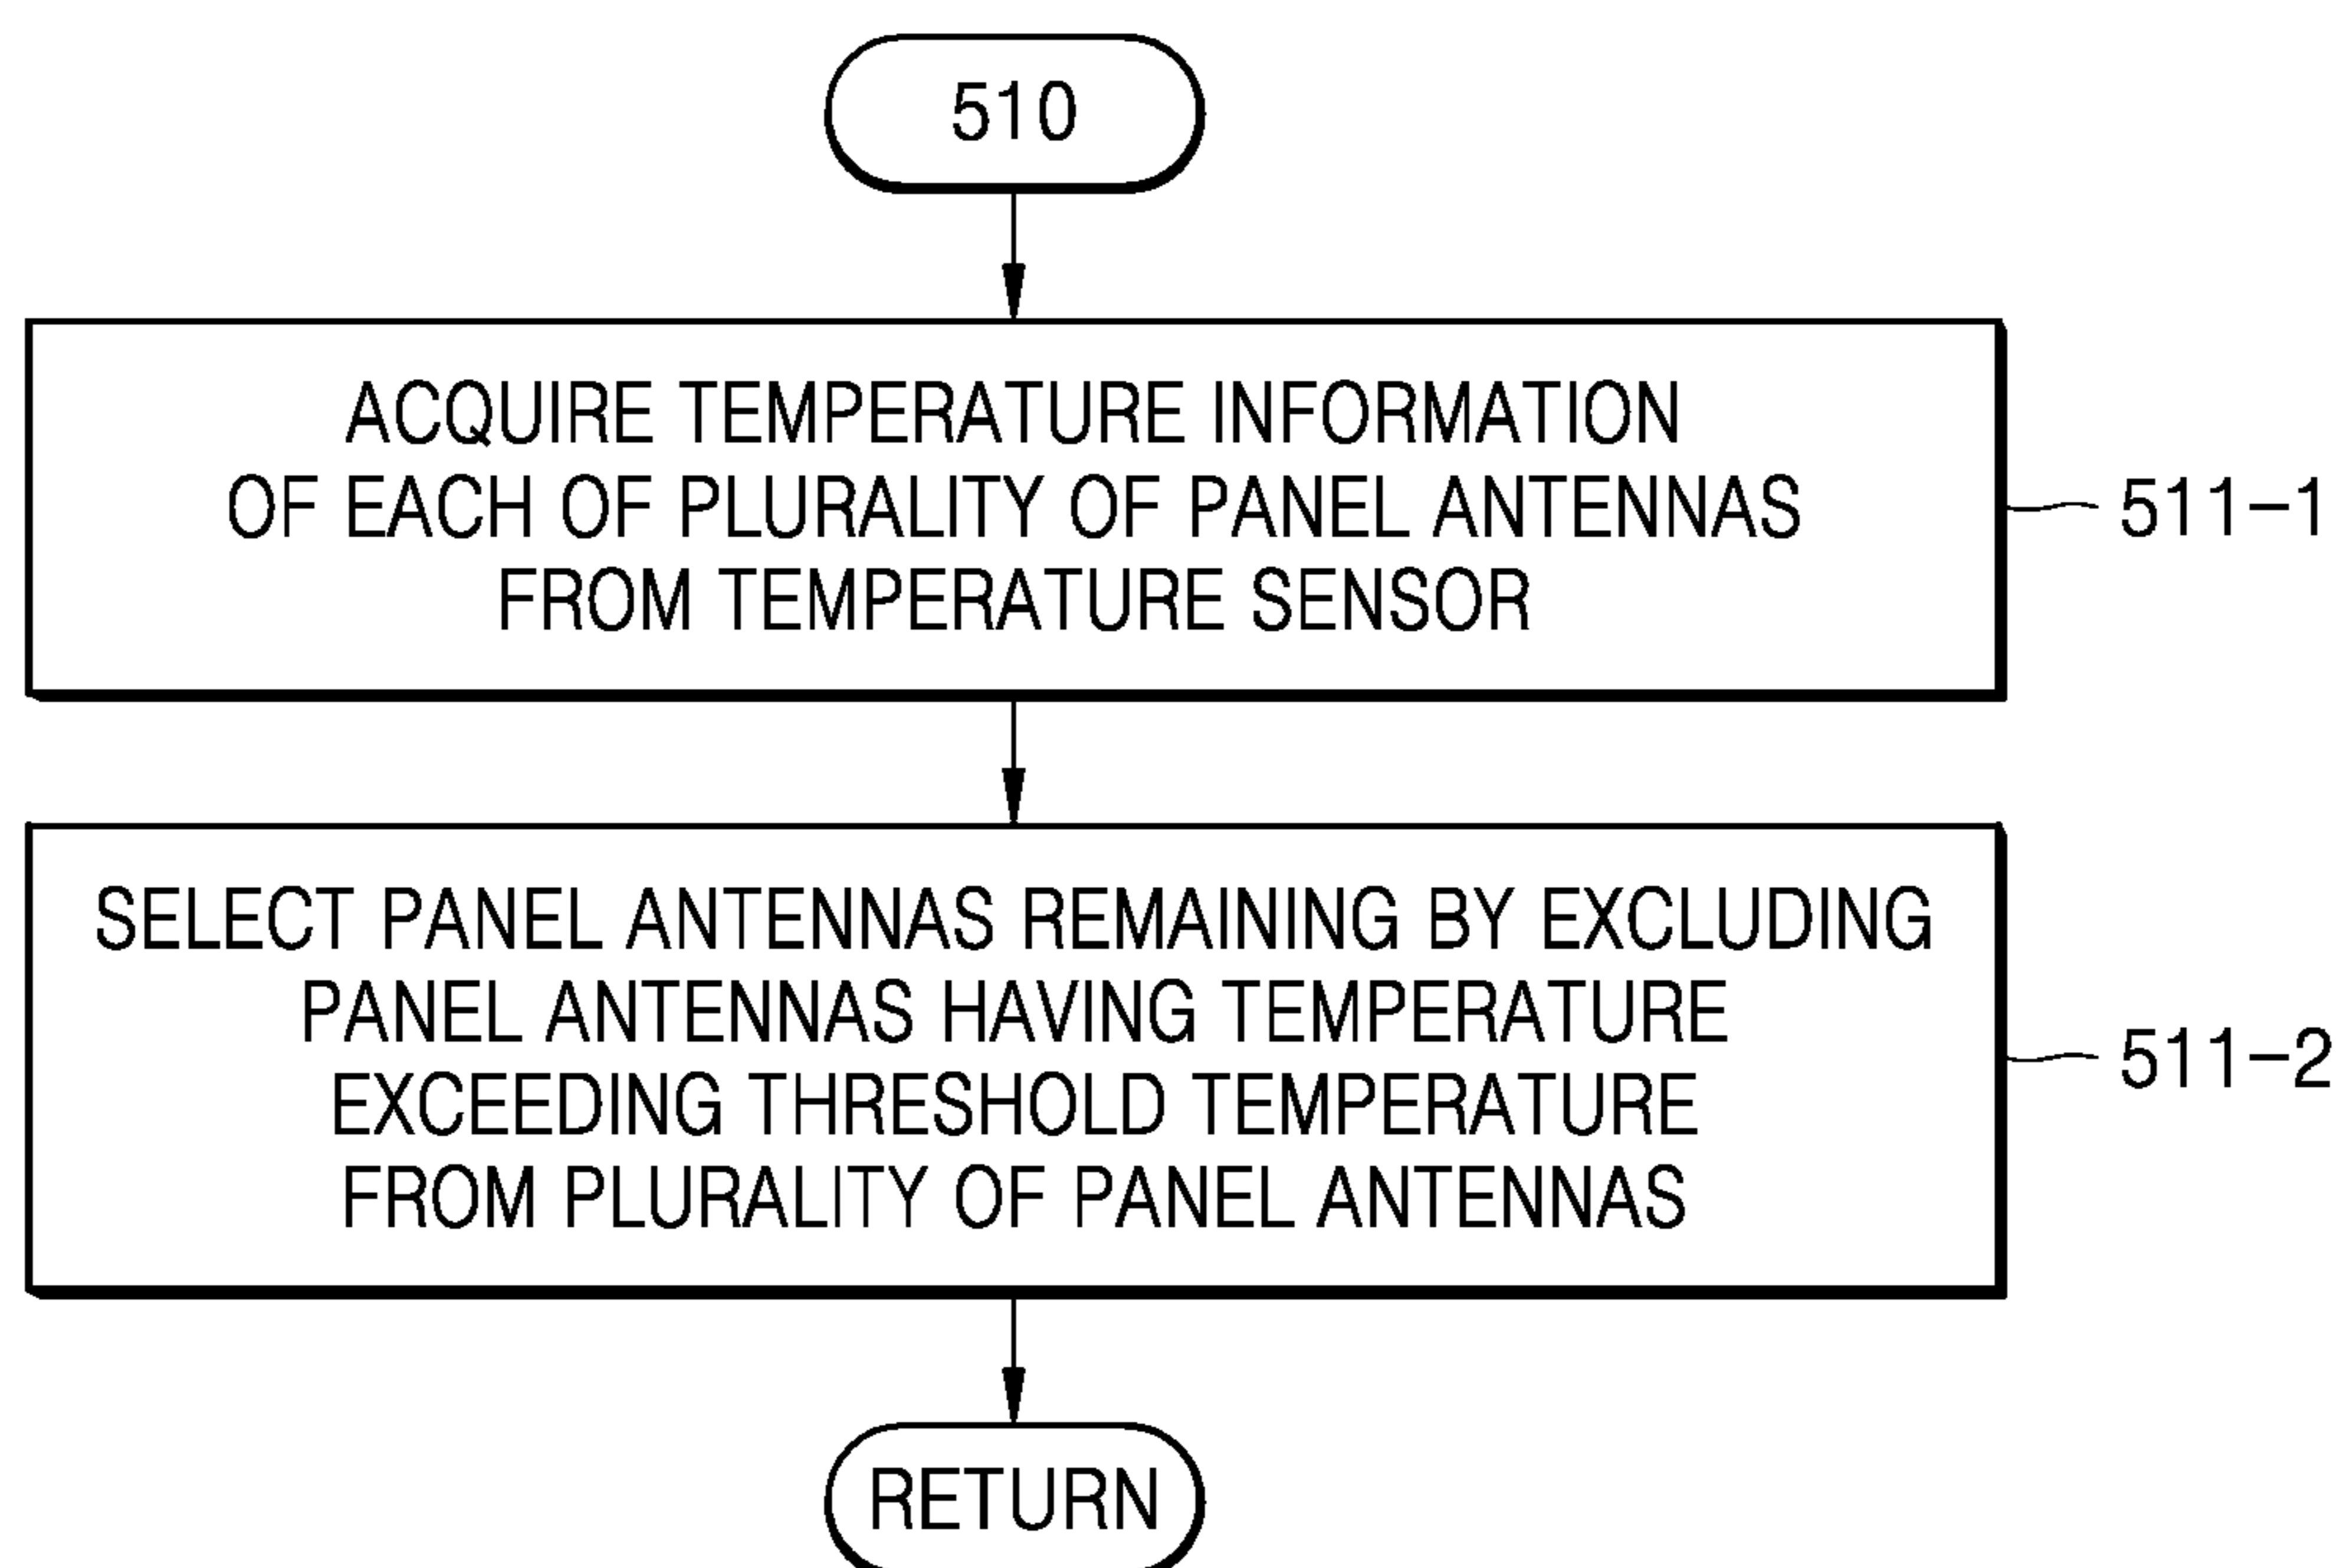 510
ACQUIRE TEMPERATURE INFORMATION
OF EACH OF PLURALITY OF PANEL ANTENNAS
FROM TEMPERATURE SENSOR
511-1
SELECT PANEL ANTENNAS REMAINING BY EXCLUDING
PANEL ANTENNAS HAVING TEMPERATURE
EXCEEDING THRESHOLD TEMPERATURE
FROM PLURALITY OF PANEL ANTENNAS
511-2
RETURN